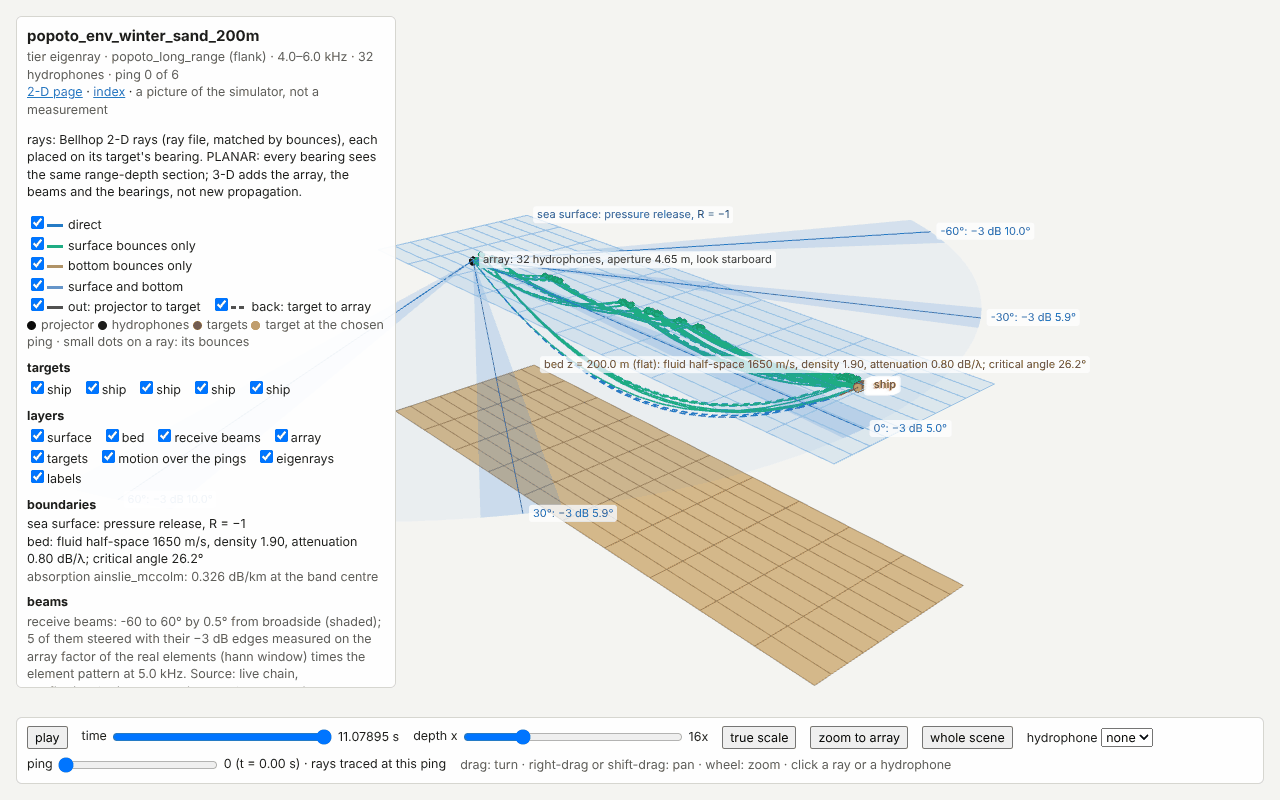 popoto_env_winter_sand_200m
tier eigenray · popoto_long_range (flank) · 4.0–6.0 kHz · 32
hydrophones · ping 0 of 6
2-D page · index · a picture of the simulator, not a
measurement
rays: Bellhop 2-D rays (ray file, matched by bounces), each
placed on its target's bearing. PLANAR: every bearing sees
the same range-depth section; 3-D adds the array, the
beams and the bearings, not new propagation.
direct
surface bounces only
bottom bounces only
surface and bottom
out: projector to target back: target to array
projector hydrophones targets target at the chosen
ping · small dots on a ray: its bounces
targets
ship ship ship ship ship
layers
surface bed receive beams array
targets motion over the pings eigenrays
labels
boundaries
sea surface: pressure release, R = −1
bed: fluid half-space 1650 m/s, density 1.90, attenuation
0.80 dB/λ; critical angle 26.2°
absorption ainslie_mccolm: 0.326 dB/km at the band centre
beams
receive beams: -60 to 60° by 0.5° from broadside (shaded);
5 of them steered with their −3 dB edges measured on the
array factor of the real elements (hann window) times the
element pattern at 5.0 kHz. Source: live chain,
sea surface: pressure release, R = −1
-60°: −3 dB 10.0°
array: 32 hydrophones, aperture 4.65 m, look starboard
-30°: −3 dB 5.9°
bed z = 200.0 m (flat): fluid half-space 1650 m/s, density 1.90, attenuation 0.80 dB/λ; critical angle 26.2°
ship
0°: −3 dB 5.0°
30°: −3 dB 5.9°
play time 11.07895 s depth x 16x true scale zoom to array whole scene hydrophone none
ping 0 (t = 0.00 s) · rays traced at this ping drag: turn · right-drag or shift-drag: pan · wheel: zoom · click a ray or a hydrophone